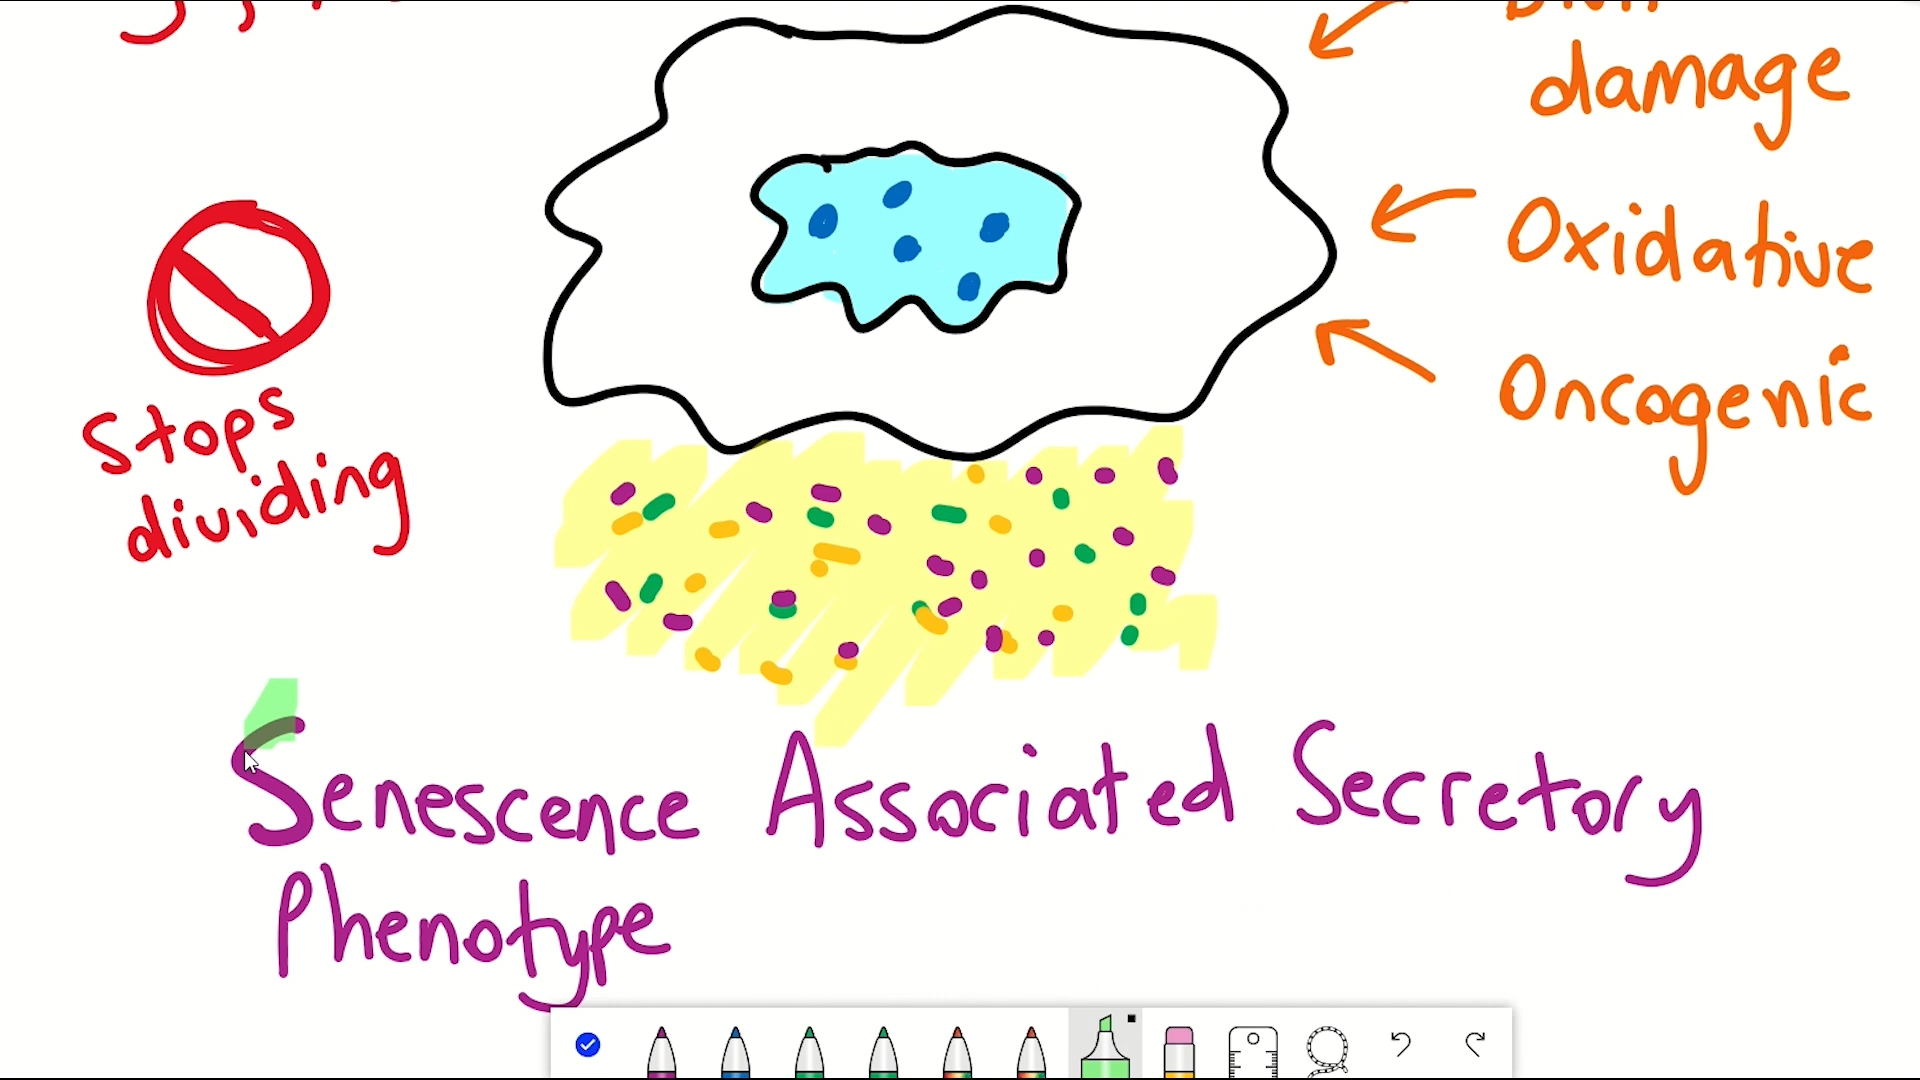 damage
Oxidative
Oncogenic
Stops
dividing
Senescence Associated Secretory
Phenotype